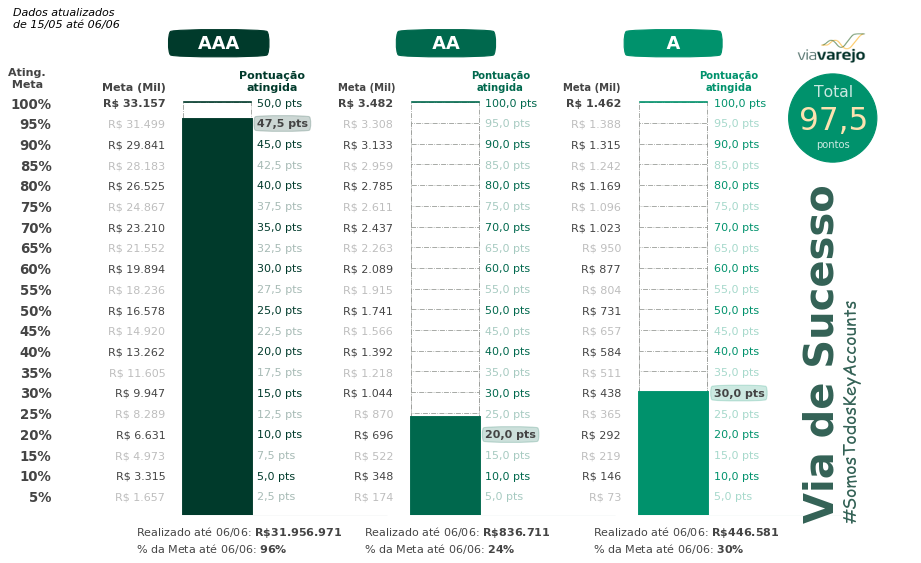 Dados atualizados
de 15/05 até 06/06
AAA
AA
A
viavarejo
Ating.
Meta
Meta (Mil)
Pontuação
atingida
Meta (Mil)
Pontuação
atingida
Meta (Mil)
Pontuação
atingida
Total
97,5
pontos
100% R$ 33.157 50,0 pts R$ 3.482 100,0 pts R$ 1.462 100,0 pts
95% R$ 31.499 47,5 pts R$ 3.308 95,0 pts R$ 1.388 95,0 pts
90% R$ 29.841 45,0 pts R$ 3.133 90,0 pts R$ 1.315 90,0 pts
85% R$ 28.183 42,5 pts R$ 2.959 85,0 pts R$ 1.242 85,0 pts
80% R$ 26.525 40,0 pts R$ 2.785 80,0 pts R$ 1.169 80,0 pts
75% R$ 24.867 37,5 pts R$ 2.611 75,0 pts R$ 1.096 75,0 pts
70% R$ 23.210 35,0 pts R$ 2.437 70,0 pts R$ 1.023 70,0 pts
65% R$ 21.552 32,5 pts R$ 2.263 65,0 pts R$ 950 65,0 pts
60% R$ 19.894 30,0 pts R$ 2.089 60,0 pts R$ 877 60,0 pts
55% R$ 18.236 27,5 pts R$ 1.915 55,0 pts R$ 804 55,0 pts
50% R$ 16.578 25,0 pts R$ 1.741 50,0 pts R$ 731 50,0 pts
45% R$ 14.920 22,5 pts R$ 1.566 45,0 pts R$ 657 45,0 pts
40% R$ 13.262 20,0 pts R$ 1.392 40,0 pts R$ 584 40,0 pts
35% R$ 11.605 17,5 pts R$ 1.218 35,0 pts R$ 511 35,0 pts
30% R$ 9.947 15,0 pts R$ 1.044 30,0 pts R$ 438 30,0 pts
25% R$ 8.289 12,5 pts R$ 870 25,0 pts R$ 365 25,0 pts
20% R$ 6.631 10,0 pts R$ 696 20,0 pts R$ 292 20,0 pts
15% R$ 4.973 7,5 pts R$ 522 15,0 pts R$ 219 15,0 pts
10% R$ 3.315 5,0 pts R$ 348 10,0 pts R$ 146 10,0 pts
5% R$ 1.657 2,5 pts R$ 174 5,0 pts R$ 73 5,0 pts
Realizado até 06/06: R$31.956.971
% da Meta até 06/06: 96%
Realizado até 06/06: R$836.711
% da Meta até 06/06: 24%
Realizado até 06/06: R$446.581
% da Meta até 06/06: 30%
Via de Sucesso
#SomosTodosKeyAccounts